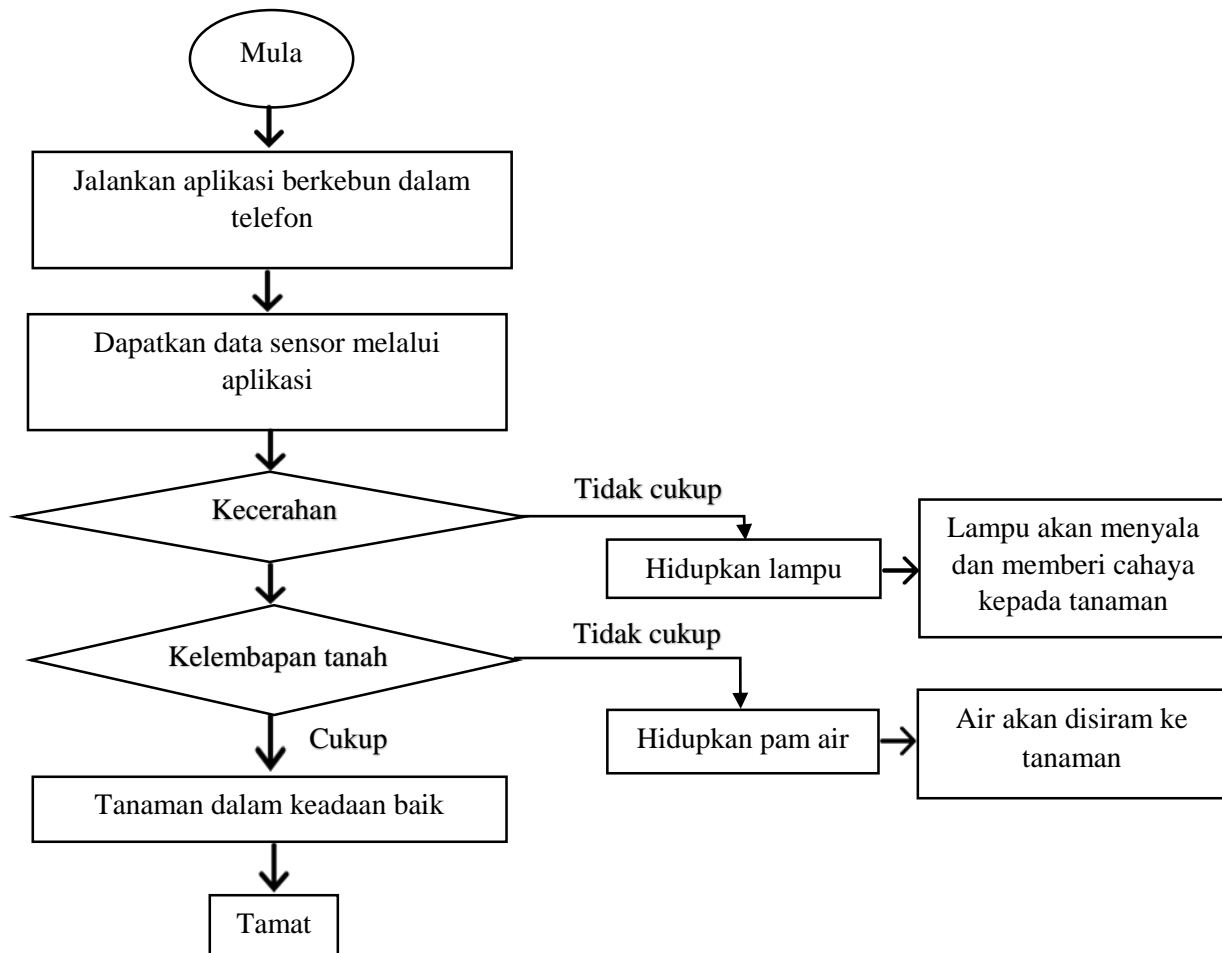 Mula
Jalankan aplikasi berkebun dalam
telefon
Dapatkan data sensor melalui
aplikasi
Kecerahan
Tidak cukup
Hidupkan lampu
Lampu akan menyala
dan memberi cahaya
kepada tanaman
Kelembapan tanah
Tidak cukup
Hidupkan pam air
Air akan disiram ke
tanaman
Cukup
Tanaman dalam keadaan baik
Tamat